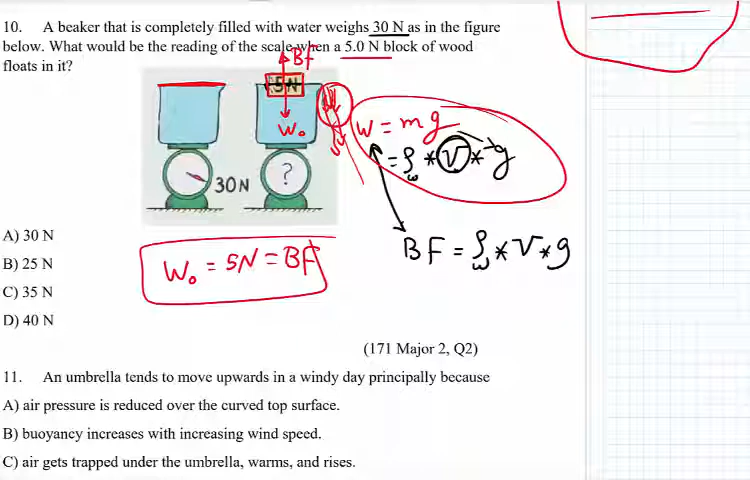 10. A beaker that is completely filled with water weighs 30 N as in the figure
below. What would be the reading of the scale when a 5.0 N block of wood
floats in it?
BF
5N
W₀
W = mg
= ρw * V * g
30N
?
BF = ρw * V * g
W₀ = 5N = BF
A) 30 N
B) 25 N
C) 35 N
D) 40 N
(171 Major 2, Q2)
11. An umbrella tends to move upwards in a windy day principally because
A) air pressure is reduced over the curved top surface.
B) buoyancy increases with increasing wind speed.
C) air gets trapped under the umbrella, warms, and rises.